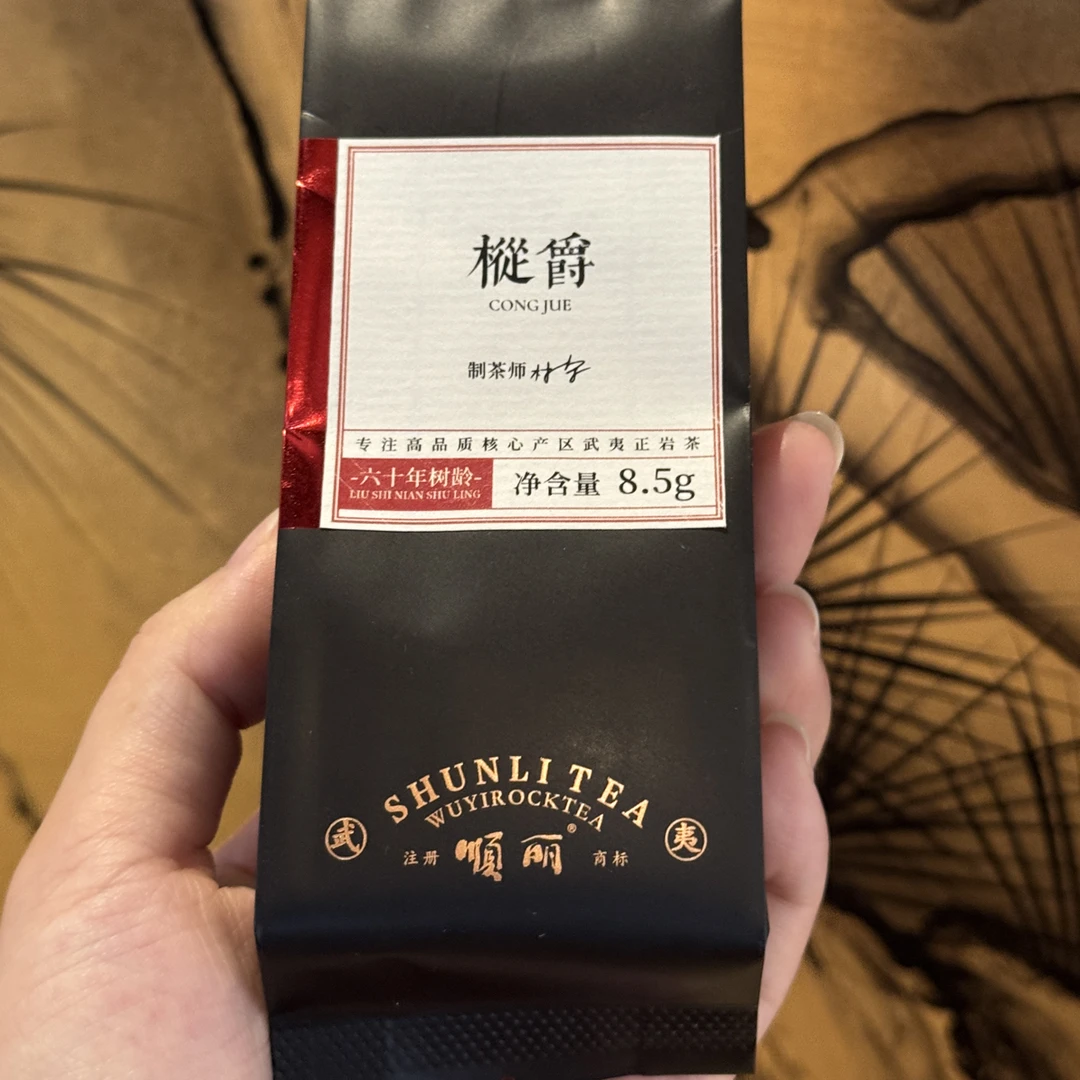 樅爵
CONG JUE
制茶师
专注高品质核心产区武夷正岩茶
-六十年树龄-
LIU SHI NIAN SHU LING
净含量 8.5g
SHUNLI TEA
WUYIROCKTEA
武 夷
注册 順丽® 商标